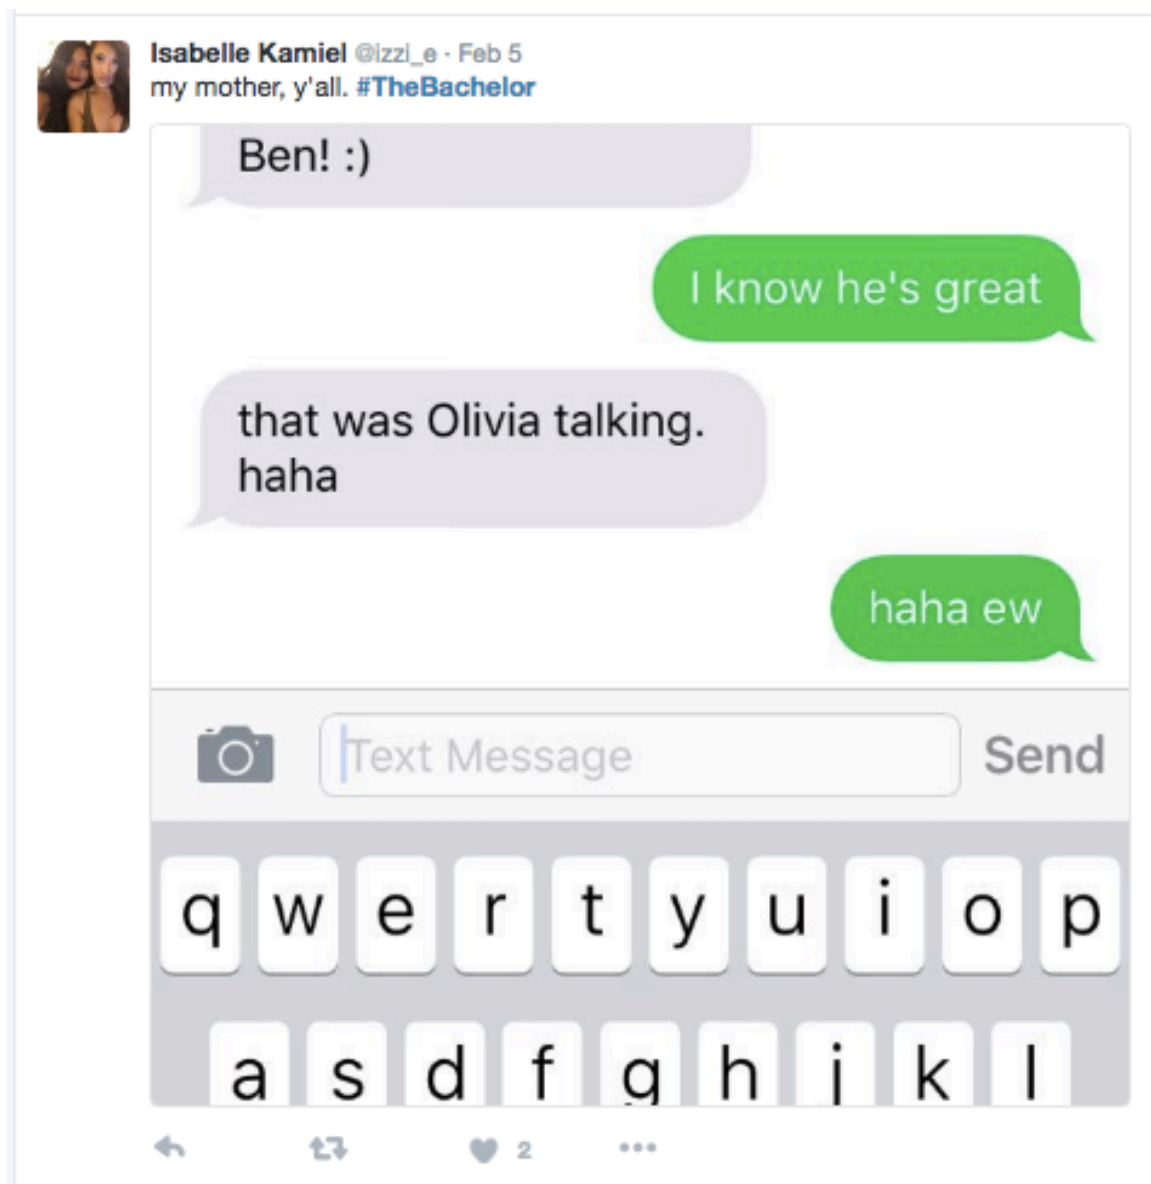 Isabelle Kamiel @izzi_e · Feb 5
my mother, y'all. #TheBachelor
Ben! :)
I know he's great
that was Olivia talking.
haha
haha ew
Text Message
Send
q w e r t y u i o p
a s d f g h j k l
2